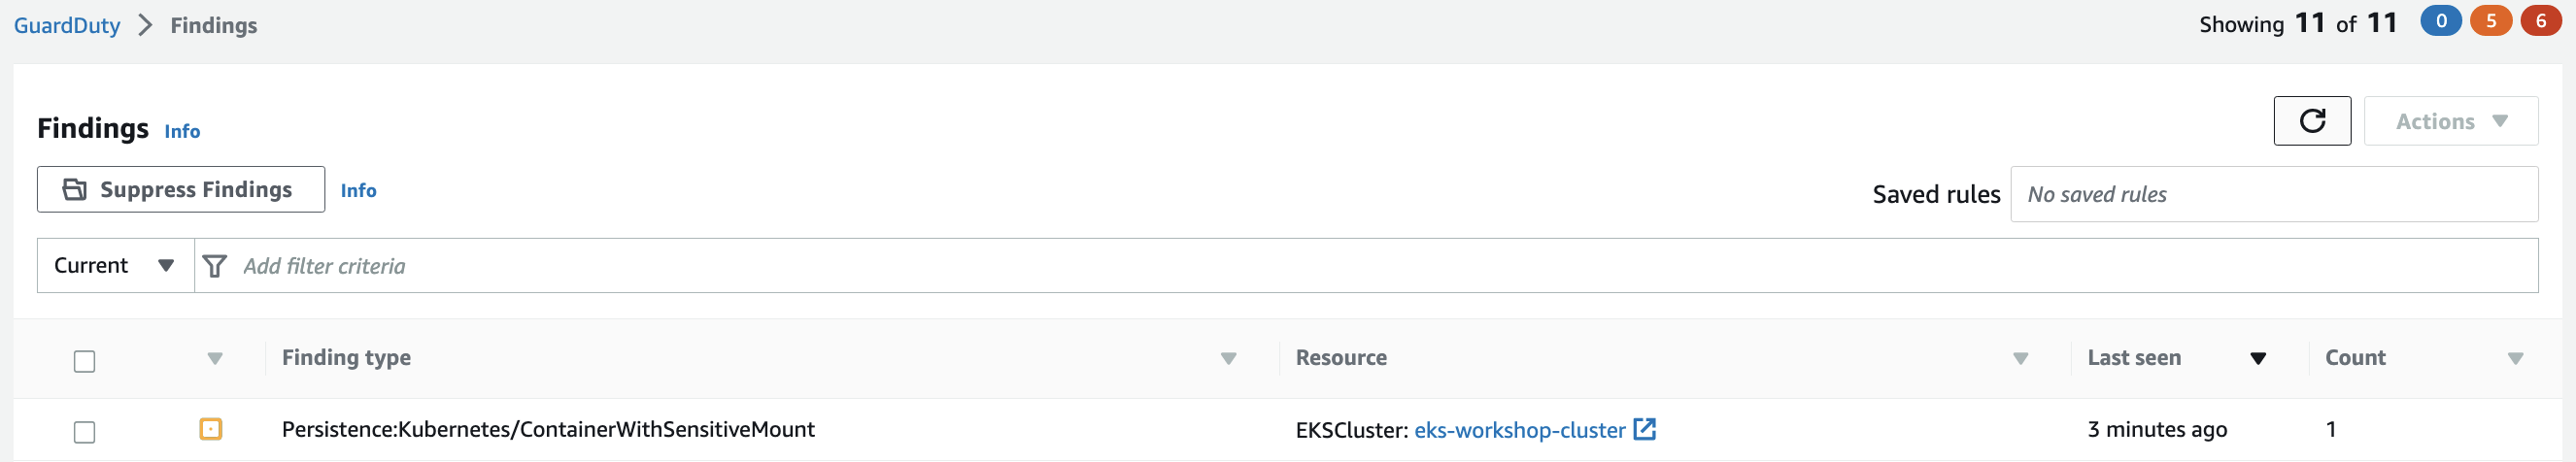 GuardDuty > Findings
Showing 11 of 11 0 5 6
Findings Info
Actions
Suppress Findings Info
Saved rules No saved rules
Current Add filter criteria
Finding type Resource Last seen Count
Persistence:Kubernetes/ContainerWithSensitiveMount EKSCluster: eks-workshop-cluster 3 minutes ago 1